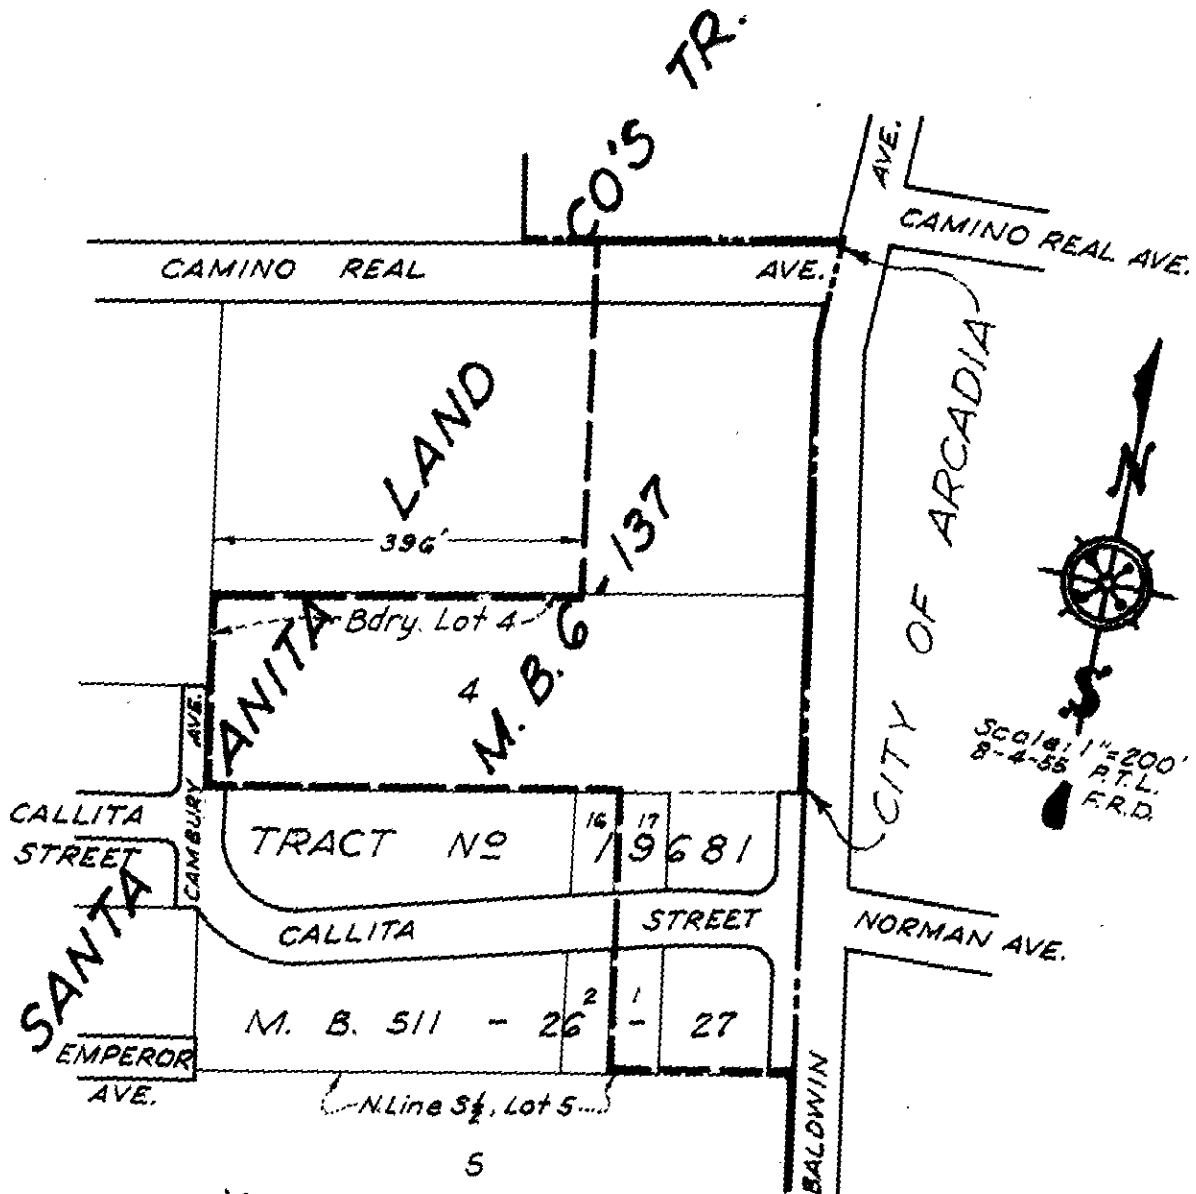 SANTA ANITA LAND CO'S TR.
M. B. 6 - 137
AVE.
CAMINO REAL AVE.
CAMINO REAL AVE.
CITY OF ARCADIA
396'
Bdry. Lot 4
4
N
S
Scale: 1"=200'
8-4-55 P.T.L.
F.R.D.
CAMBURY AVE.
CALLITA
STREET
TRACT Nº 19681
16 17
CALLITA STREET
NORMAN AVE.
2 1
M. B. 511 - 26 - 27
EMPEROR
AVE.
N. Line S½, Lot 5
5
BALDWIN